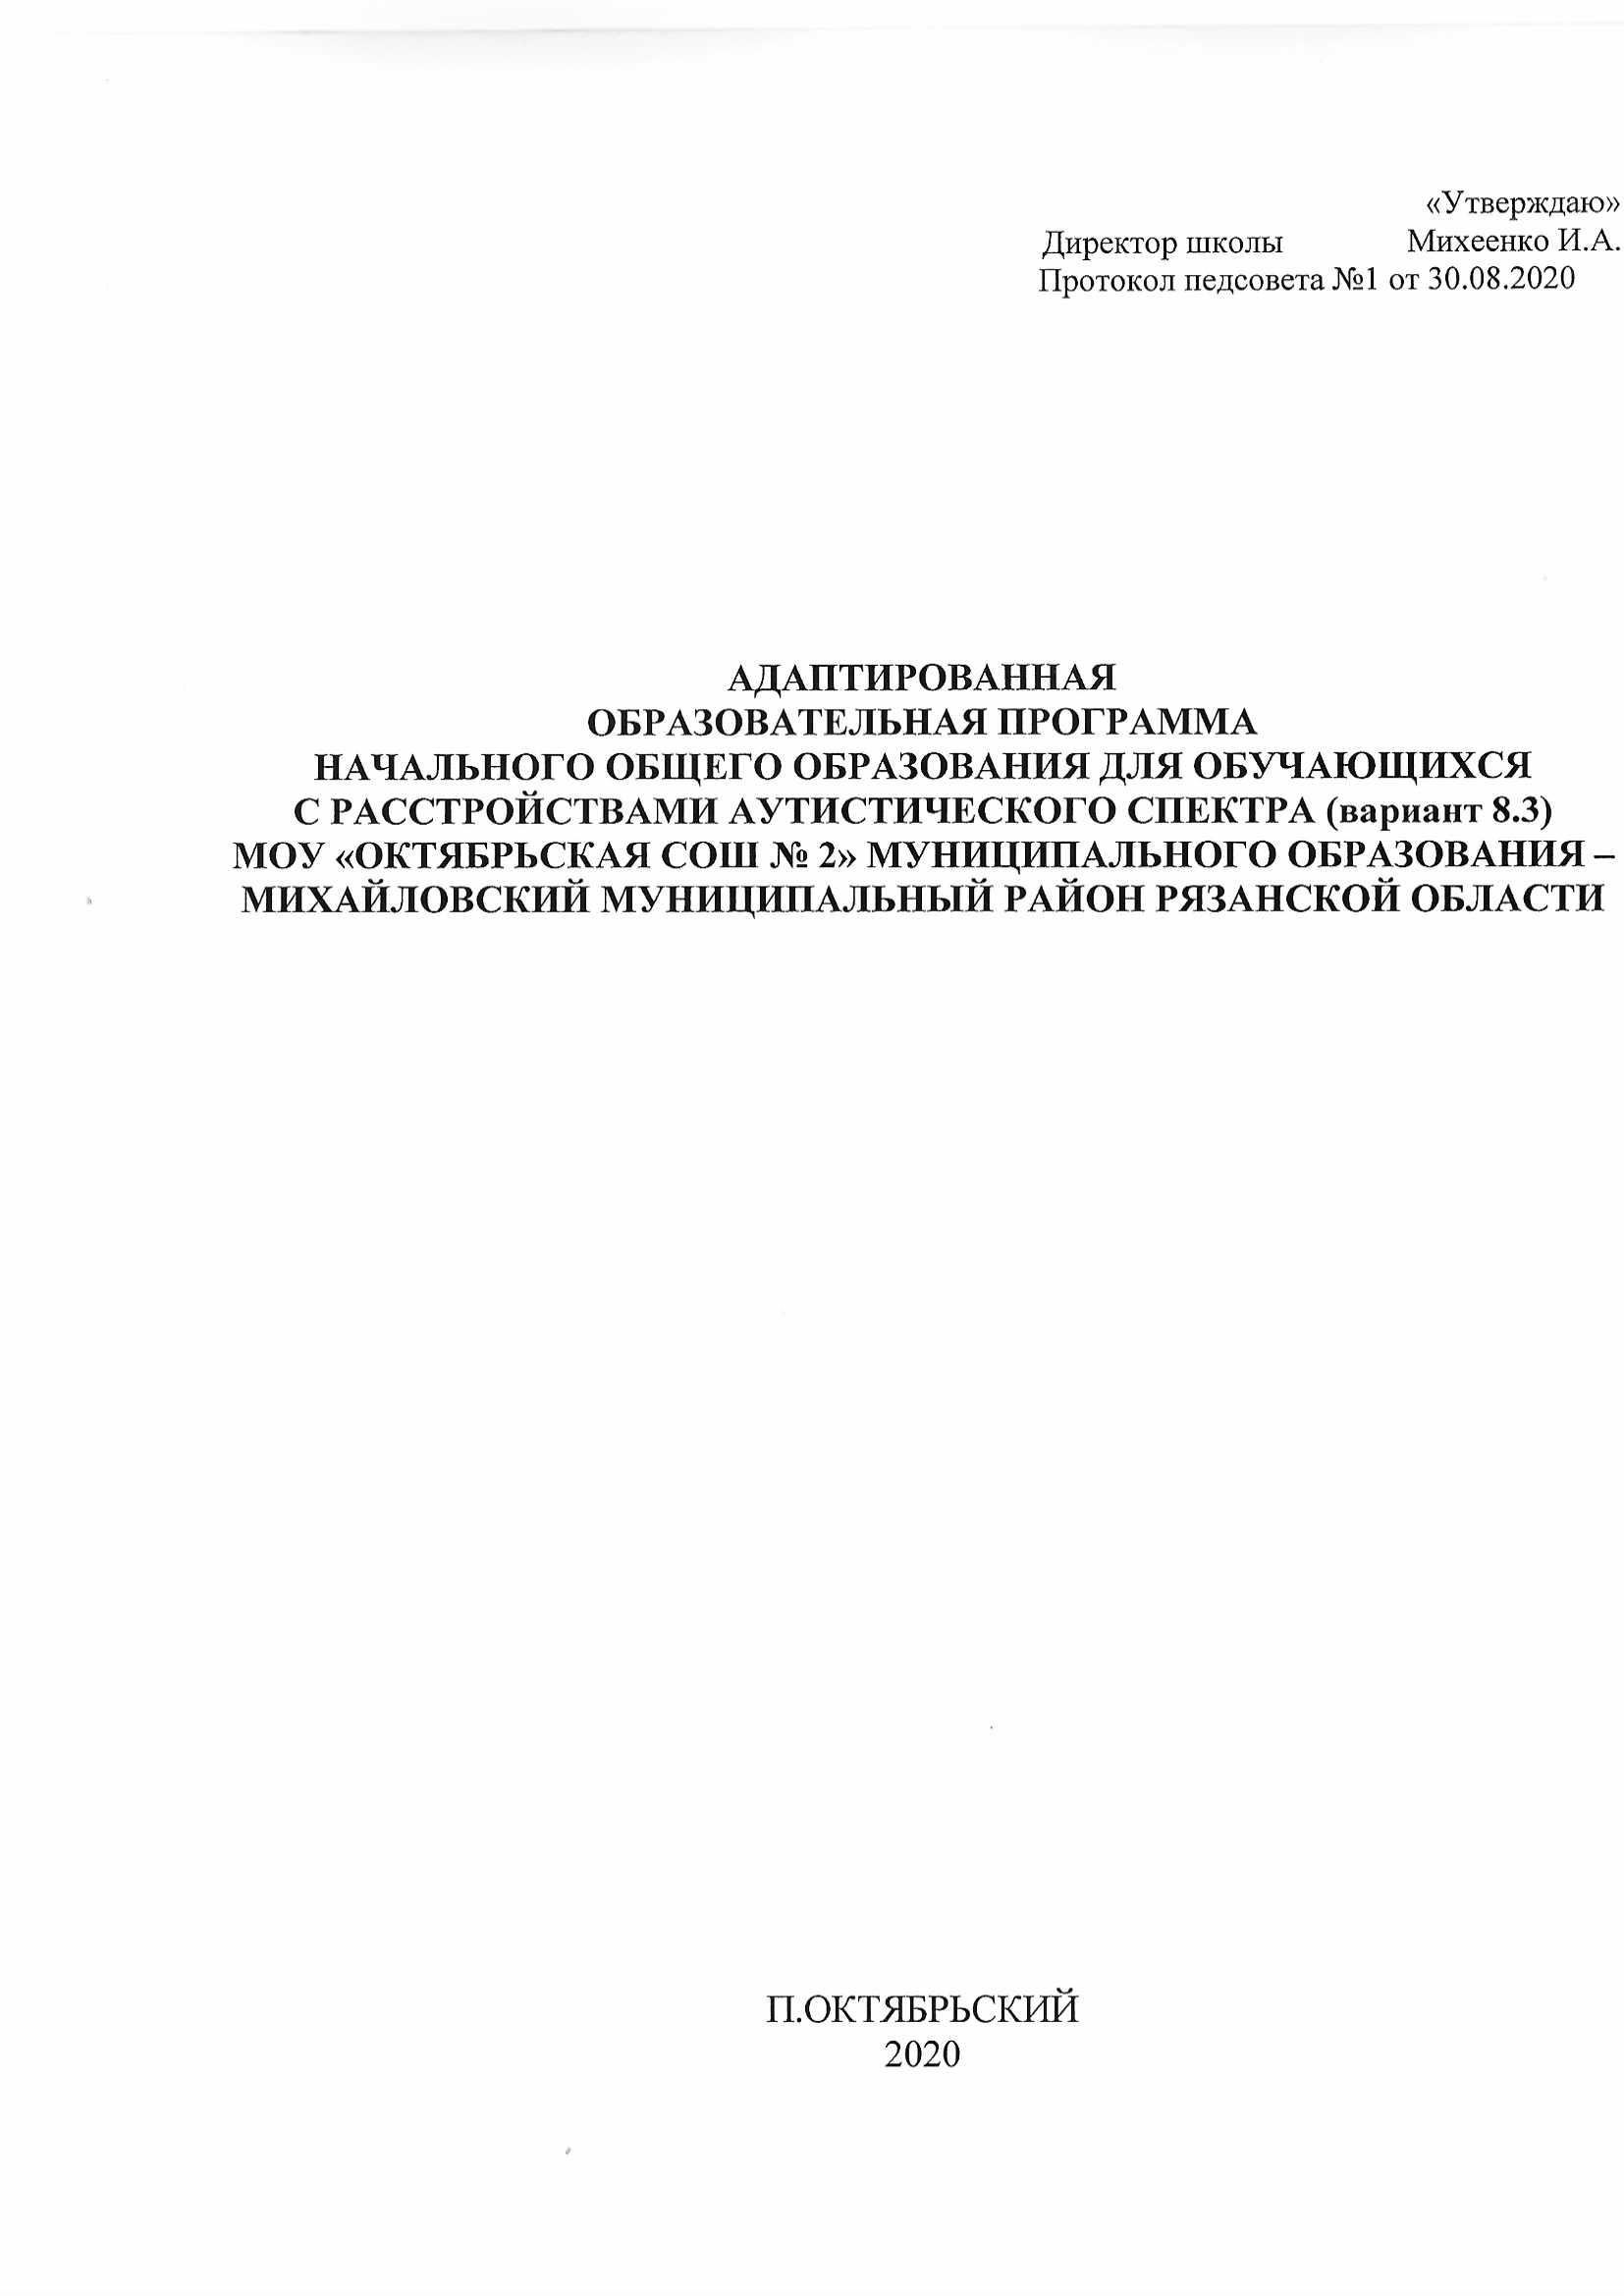 «Утверждаю»
Директор школы Михеенко И.А.
Протокол педсовета №1 от 30.08.2020
АДАПТИРОВАННАЯ
ОБРАЗОВАТЕЛЬНАЯ ПРОГРАММА
НАЧАЛЬНОГО ОБЩЕГО ОБРАЗОВАНИЯ ДЛЯ ОБУЧАЮЩИХСЯ
С РАССТРОЙСТВАМИ АУТИСТИЧЕСКОГО СПЕКТРА (вариант 8.3)
МОУ «ОКТЯБРЬСКАЯ СОШ № 2» МУНИЦИПАЛЬНОГО ОБРАЗОВАНИЯ –
МИХАЙЛОВСКИЙ МУНИЦИПАЛЬНЫЙ РАЙОН РЯЗАНСКОЙ ОБЛАСТИ
П.ОКТЯБРЬСКИЙ
2020